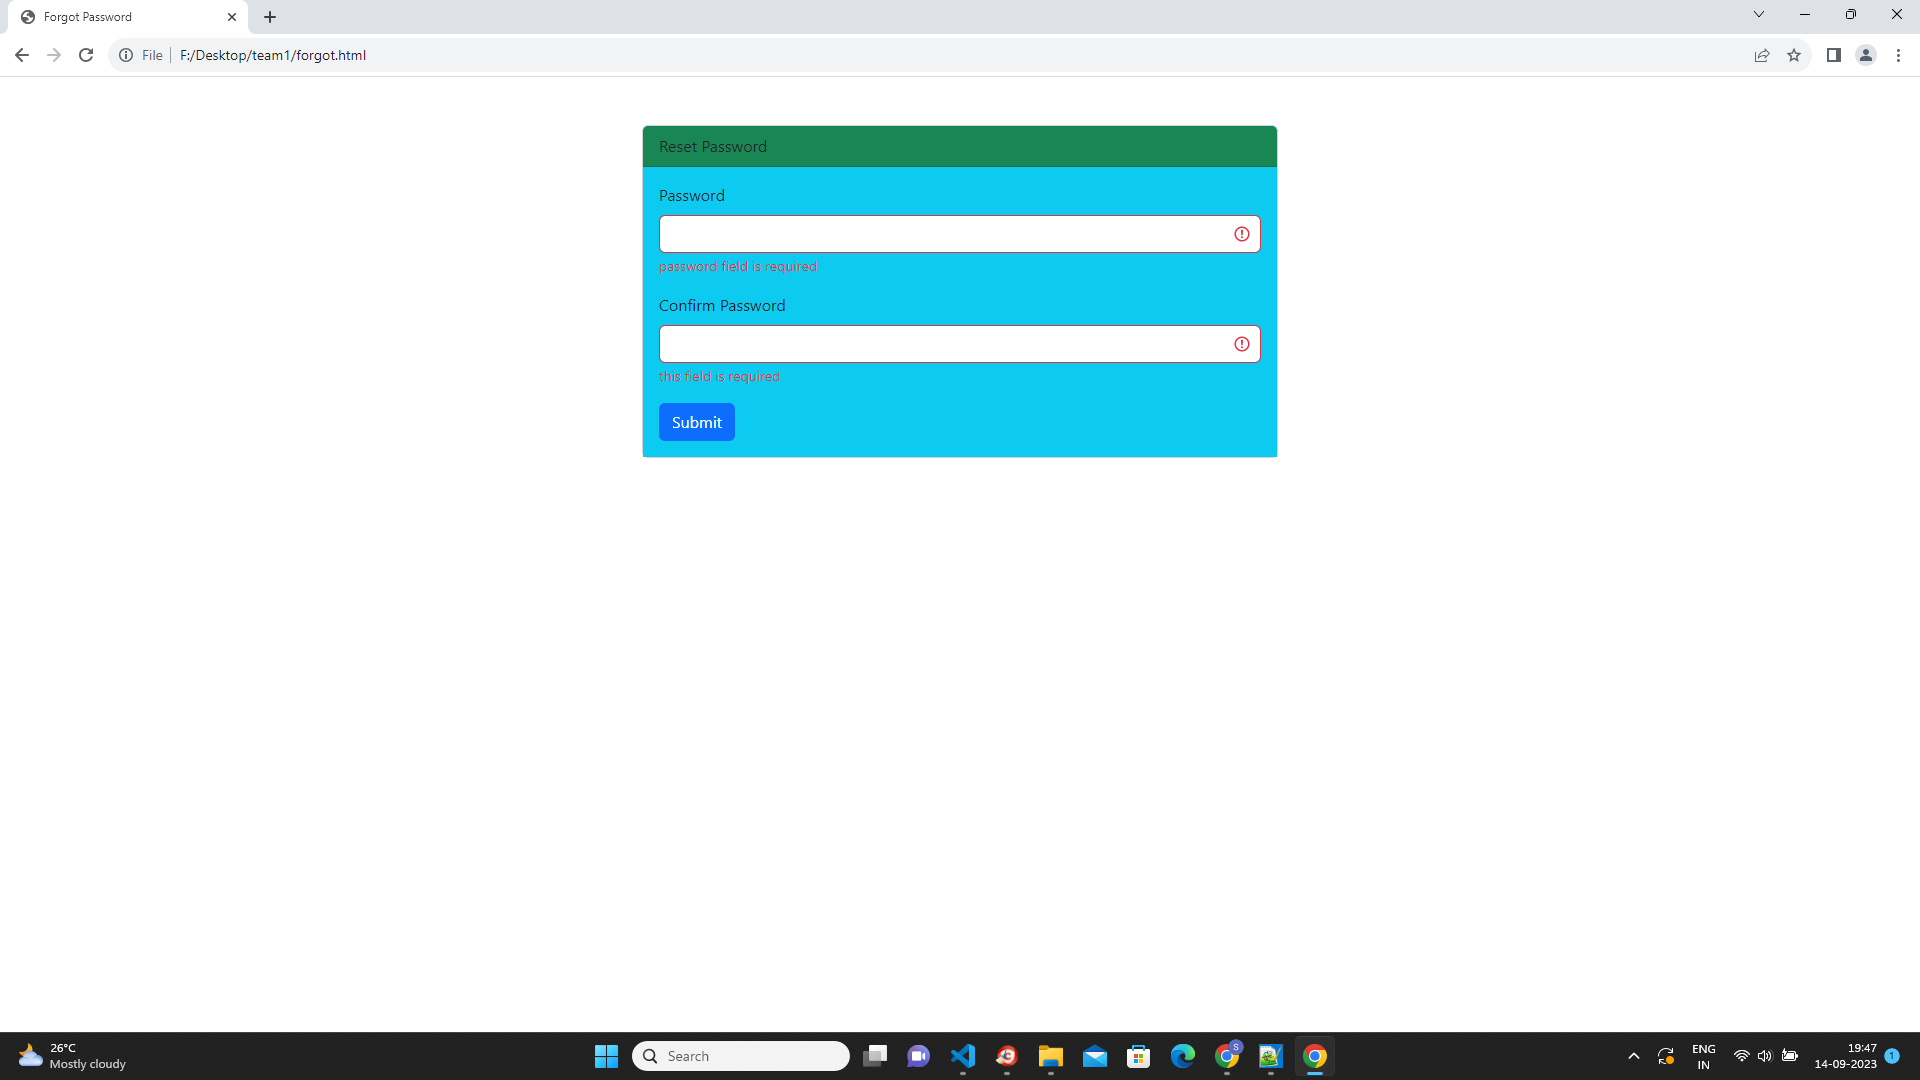 Forgot Password
File
F:/Desktop/team1/forgot.html
Reset Password
Password
password field is required
Confirm Password
this field is required
Submit
26°C
Mostly cloudy
Search
S
ENG
IN
19:47
14-09-2023
1